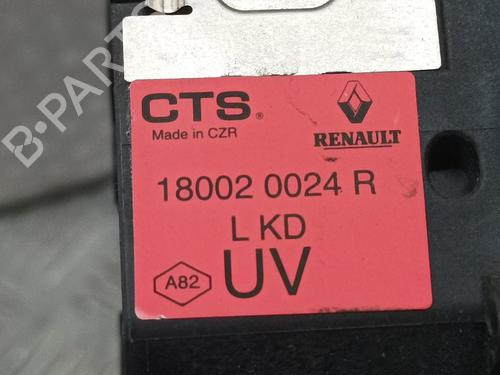 B-PARTS
CTS®
Made in CZR
RENAULT
18002 0024 R
L KD
A82
UV